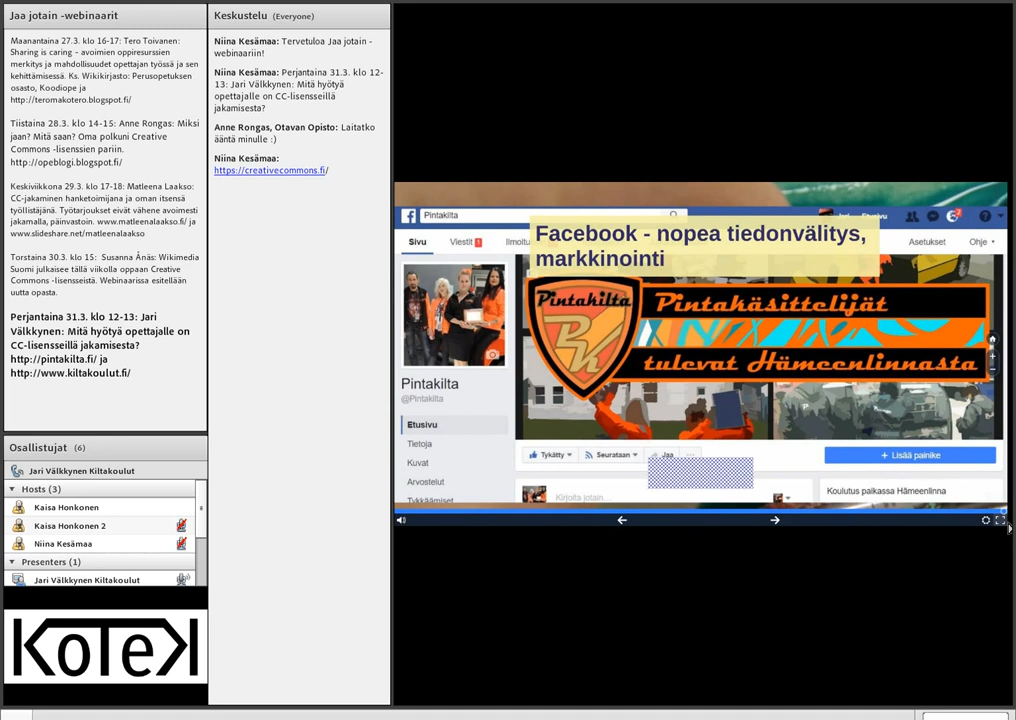 Jaa jotain -webinaarit
Maanantaina 27.3. klo 16-17: Tero Toivanen:
Sharing is caring - avoimien oppiresurssien
merkitys ja mahdollisuudet opettajan työssä ja sen
kehittämisessä. Ks. Wikikirjasto: Perusopetuksen
osasto, Koodiope ja
http://teromakotero.blogspot.fi/
Tiistaina 28.3. klo 14-15: Anne Rongas: Miksi
jaan? Mitä saan? Oma polkuni Creative
Commons -lisenssien pariin.
http://opeblogi.blogspot.fi/
Keskiviikkona 29.3. klo 17-18: Matleena Laakso:
CC-jakaminen hanketoimijana ja oman itsensä
työllistäjänä. Työtarjoukset eivät vähene avoimesti
jakamalla, päinvastoin. www.matleenalaakso.fi/ ja
www.slideshare.net/matleenalaakso
Torstaina 30.3. klo 15: Susanna Ånäs: Wikimedia
Suomi julkaisee tällä viikolla oppaan Creative
Commons -lisensseistä. Webinaarissa esitellään
uutta opasta.
Perjantaina 31.3. klo 12-13: Jari
Välkkynen: Mitä hyötyä opettajalle on
CC-lisensseillä jakamisesta?
http://pintakilta.fi/ ja
http://www.kiltakoulut.fi/
Osallistujat (6)
Jari Välkkynen Kiltakoulut
Hosts (3)
Kaisa Honkonen
Kaisa Honkonen 2
Niina Kesämaa
Presenters (1)
Jari Välkkynen Kiltakoulut
KoTeK
Keskustelu (Everyone)
Niina Kesämaa: Tervetuloa Jaa jotain -
webinaariin!
Niina Kesämaa: Perjantaina 31.3. klo 12-
13: Jari Välkkynen: Mitä hyötyä
opettajalle on CC-lisensseillä
jakamisesta?
Anne Rongas, Otavan Opisto: Laitatko
ääntä minulle :)
Niina Kesämaa:
https://creativecommons.fi/
Pintakilta
Etusivu
2
Sivu Viestit 1 Asetukset Ohje
Facebook - nopea tiedonvälitys,
markkinointi
Pintakilta
Pintakäsittelijät
tulevat Hämeenlinnasta
Pintakilta
@Pintakilta
Etusivu
Tietoja
Kuvat
Arvostelut
Tykkäämiset
Tykätty Seurataan Jaa ...
+ Lisää painike
Kirjoita jotain...
Koulutus paikassa Hämeenlinna